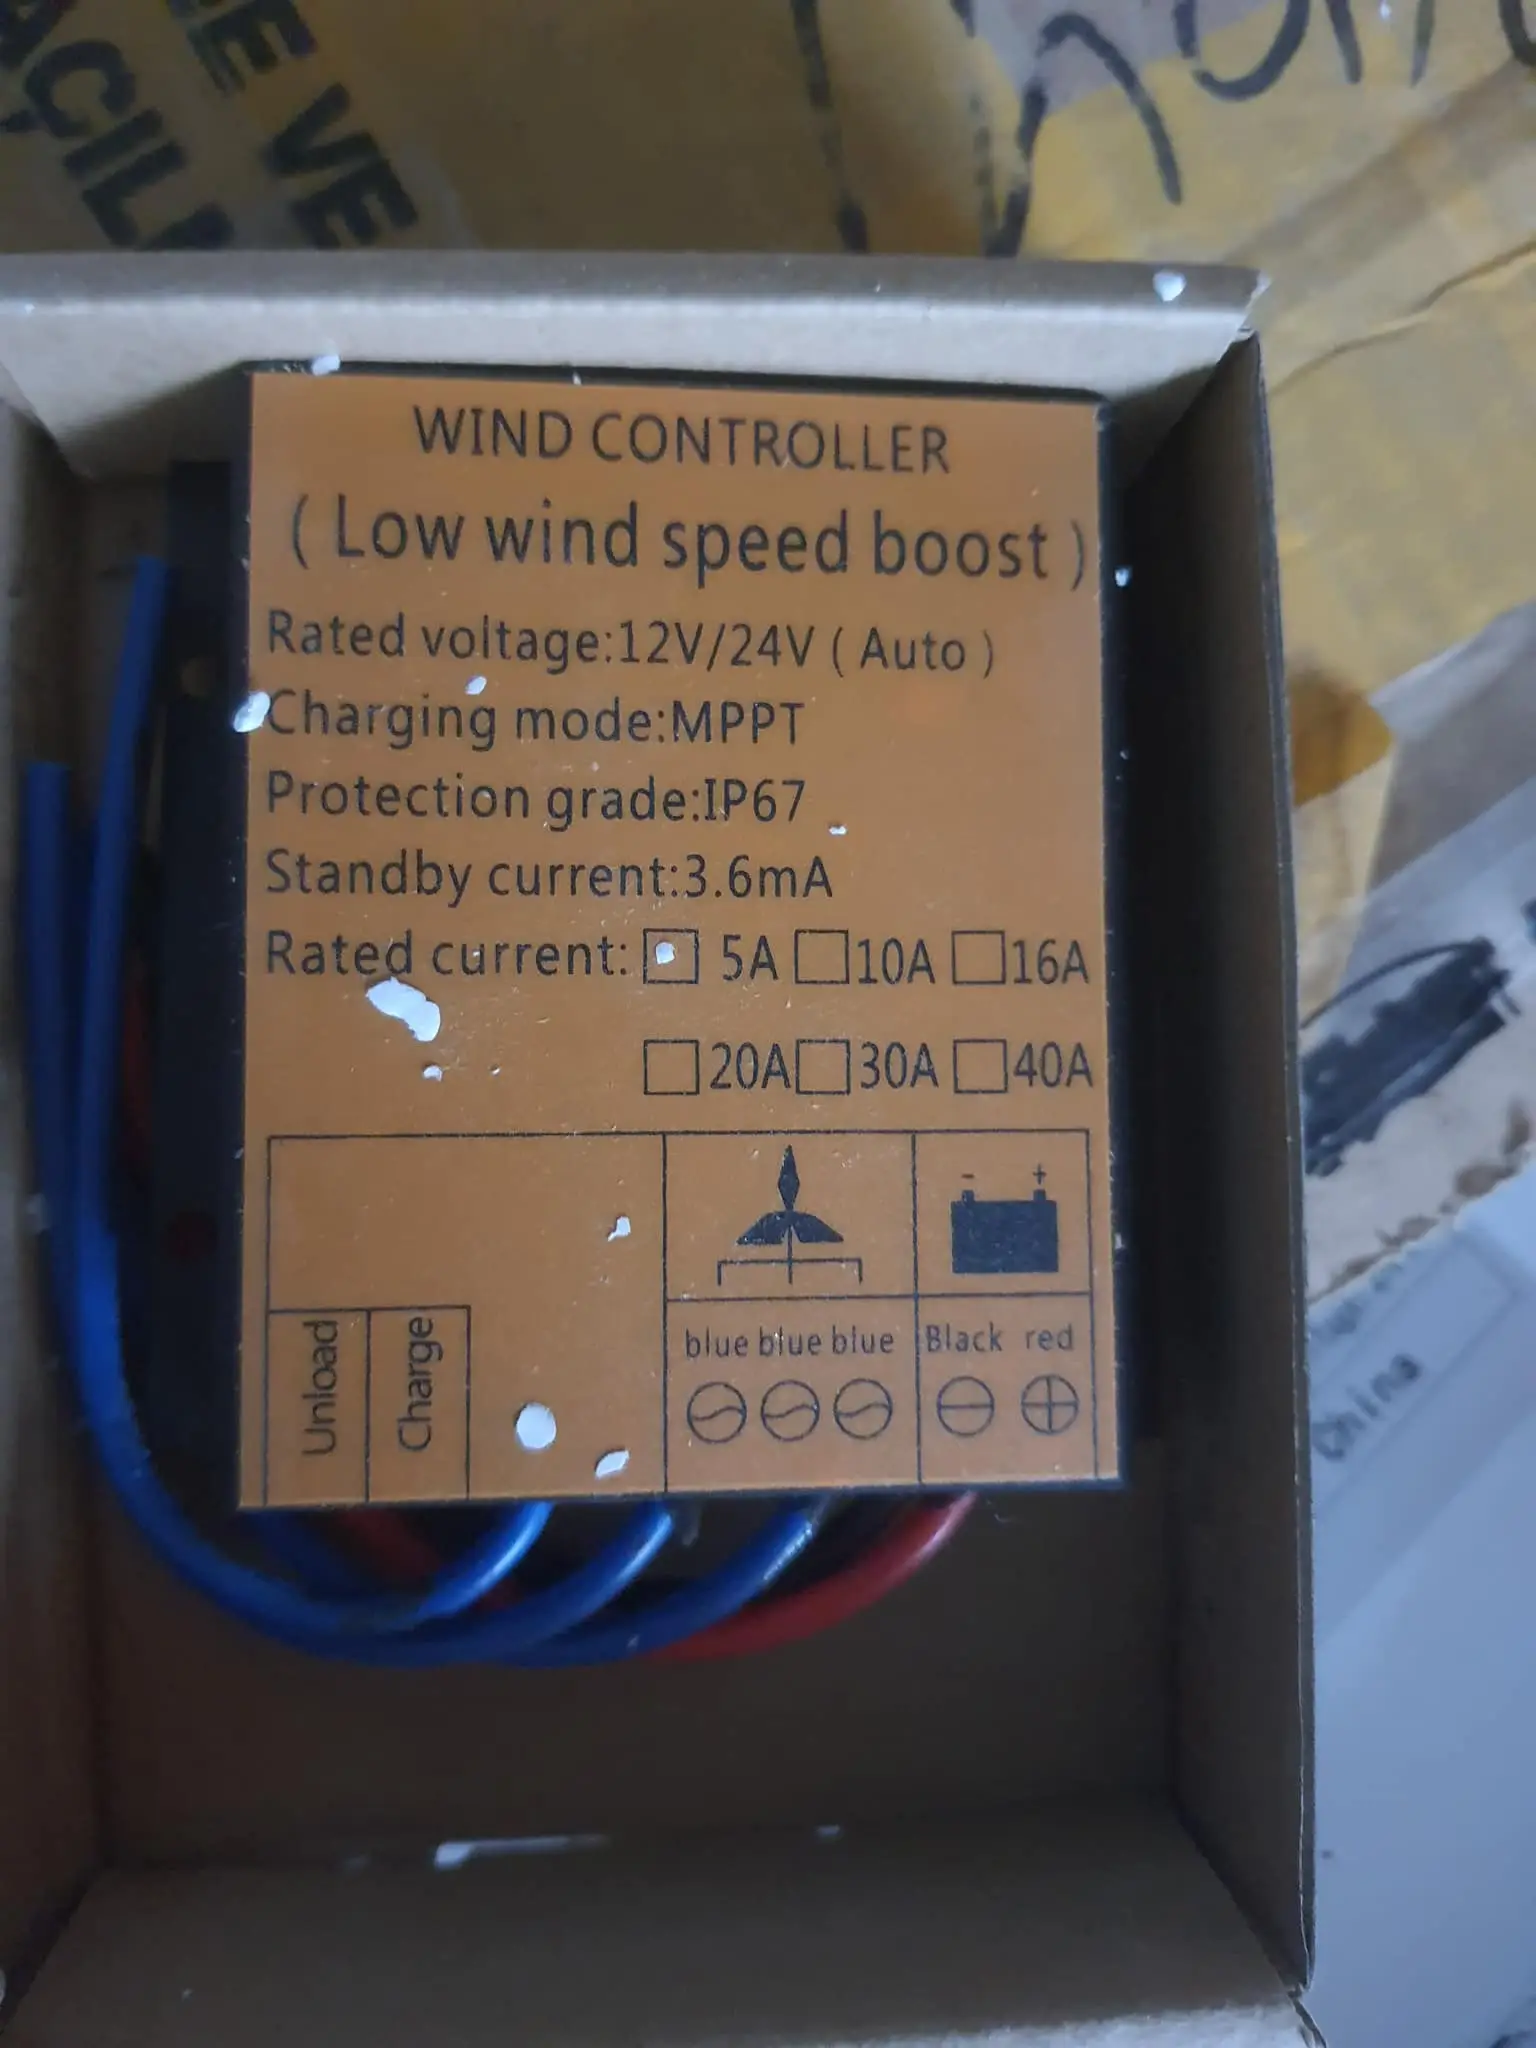 WIND CONTROLLER
( Low wind speed boost )
Rated voltage:12V/24V ( Auto )
Charging mode:MPPT
Protection grade:IP67
Standby current:3.6mA
Rated current: 5A 10A 16A
20A 30A 40A
- +
Unload
Charge
blue blue blue
Black red
China